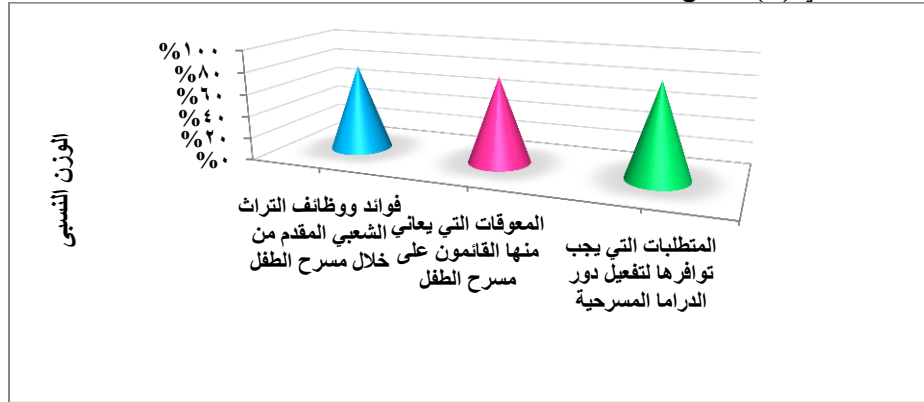 %١٠٠
%٨٠
%٦٠
%٤٠
%٢٠
%٠
الوزن النسبى
فوائد ووظائف التراث
الشعبي المقدم من
خلال مسرح الطفل
المعوقات التي يعاني
منها القائمون على
مسرح الطفل
المتطلبات التي يجب
توافرها لتفعيل دور
الدراما المسرحية